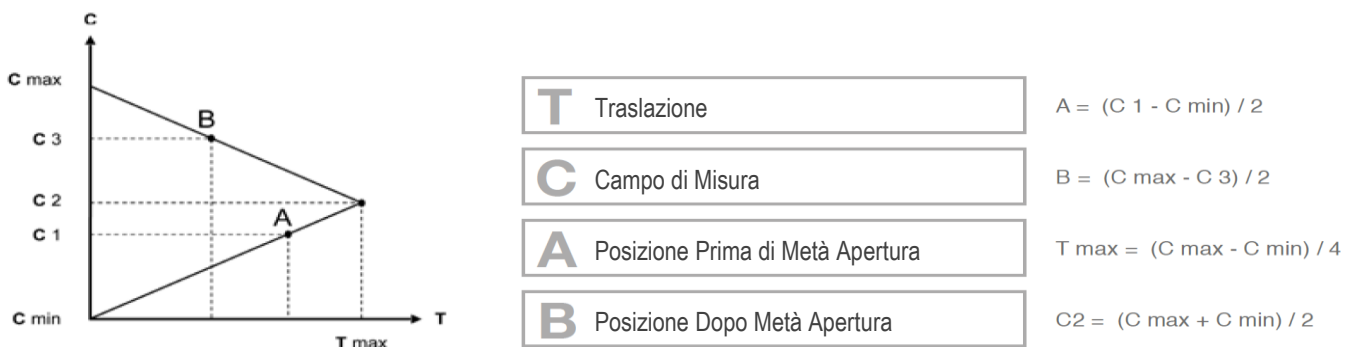 C
C max
B
C 3
C 2
A
C 1
C min
T
T max
T Traslazione
A = (C 1 - C min) / 2
C Campo di Misura
B = (C max - C 3) / 2
A Posizione Prima di Metà Apertura
T max = (C max - C min) / 4
B Posizione Dopo Metà Apertura
C2 = (C max + C min) / 2